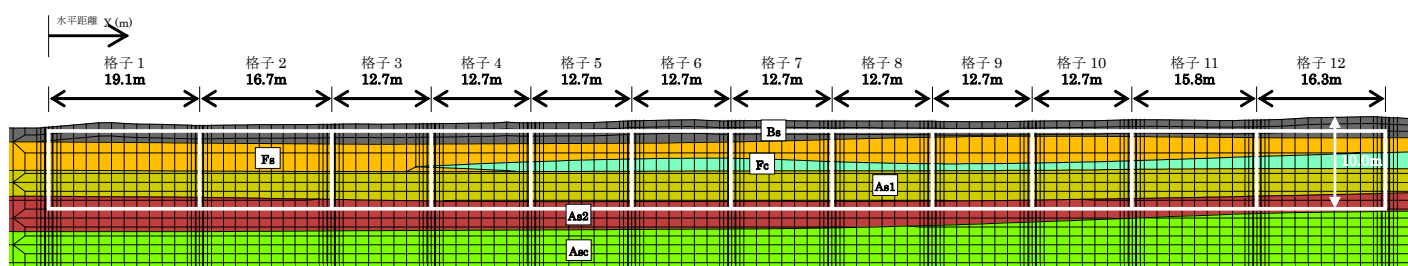 水平距離 X (m)
格子 1 格子 2 格子 3 格子 4 格子 5 格子 6 格子 7 格子 8 格子 9 格子 10 格子 11 格子 12
19.1m 16.7m 12.7m 12.7m 12.7m 12.7m 12.7m 12.7m 12.7m 12.7m 15.8m 16.3m
Bs
Fs
Fc
10.0m
As1
As2
Asc